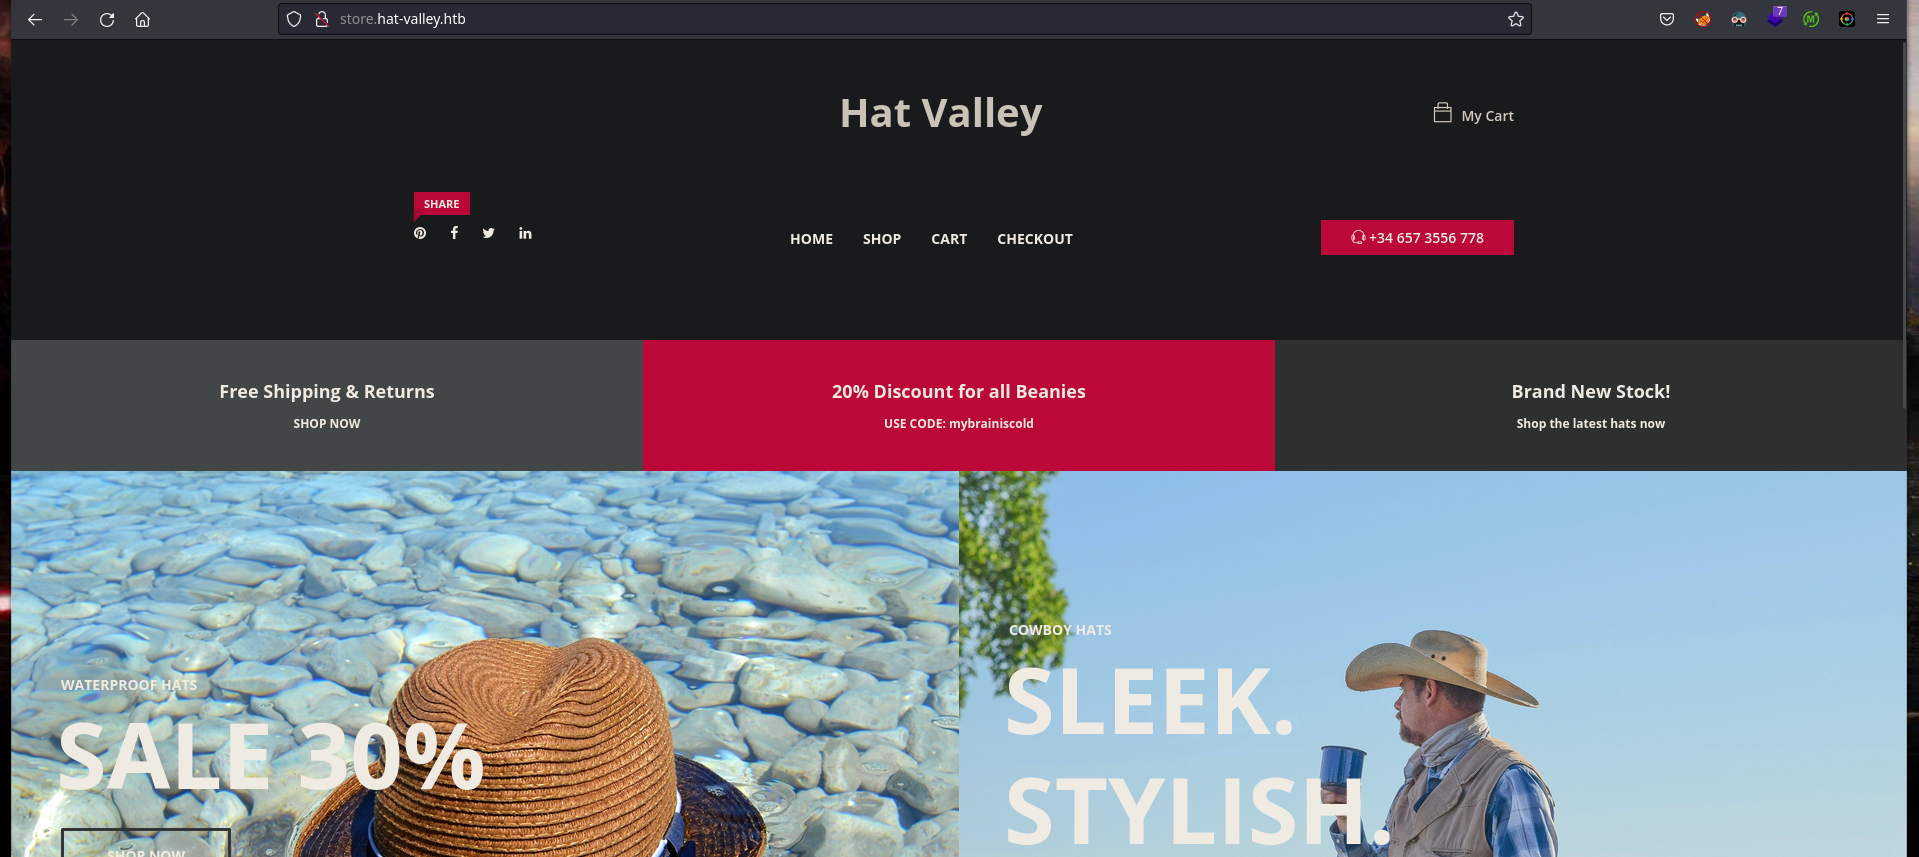 store.hat-valley.htb
7
Hat Valley
My Cart
SHARE
HOME SHOP CART CHECKOUT
+34 657 3556 778
Free Shipping & Returns
SHOP NOW
20% Discount for all Beanies
USE CODE: mybrainiscold
Brand New Stock!
Shop the latest hats now
WATERPROOF HATS
SALE 30%
SHOP NOW
COWBOY HATS
SLEEK.
STYLISH.